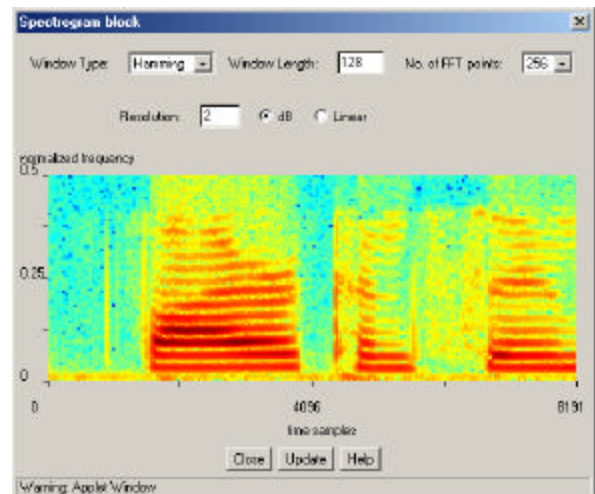 Spectrogram block
Window Type: Hamming Window Length: 128 No. of FFT points: 256
Resolution: 2 dB Linear
normalized frequency
0.5
0.25
0
0 4096 8191
time samples
Close Update Help
Warning: Applet Window